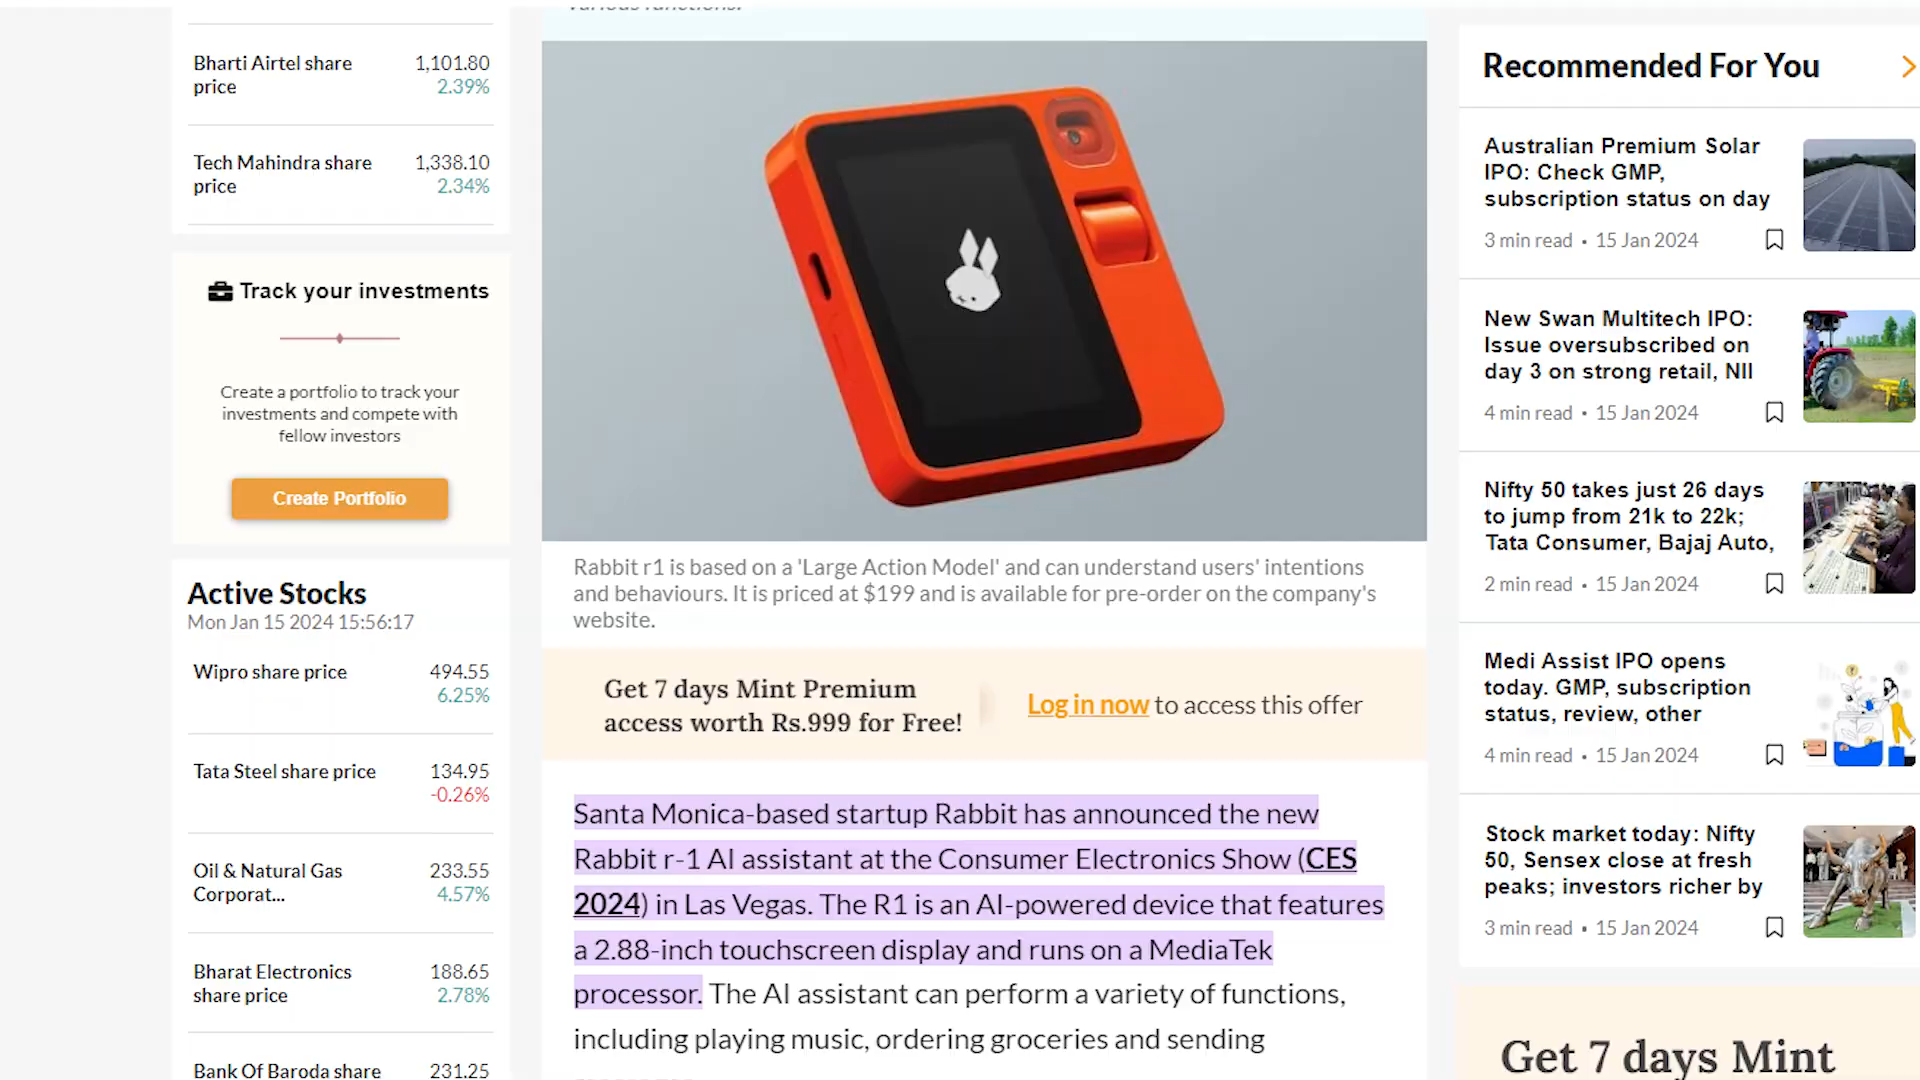 various functions.
Bharti Airtel share
price
1,101.80
2.39%
Tech Mahindra share
price
1,338.10
2.34%
Track your investments
Create a portfolio to track your
investments and compete with
fellow investors
Create Portfolio
Active Stocks
Mon Jan 15 2024 15:56:17
Wipro share price
494.55
6.25%
Tata Steel share price
134.95
-0.26%
Oil & Natural Gas
Corporat...
233.55
4.57%
Bharat Electronics
share price
188.65
2.78%
Bank Of Baroda share
231.25
Rabbit r1 is based on a 'Large Action Model' and can understand users' intentions
and behaviours. It is priced at $199 and is available for pre-order on the company's
website.
Get 7 days Mint Premium
access worth Rs.999 for Free!
Log in now to access this offer
Santa Monica-based startup Rabbit has announced the new
Rabbit r-1 AI assistant at the Consumer Electronics Show (CES
2024) in Las Vegas. The R1 is an AI-powered device that features
a 2.88-inch touchscreen display and runs on a MediaTek
processor. The AI assistant can perform a variety of functions,
including playing music, ordering groceries and sending
Recommended For You
Australian Premium Solar
IPO: Check GMP,
subscription status on day
3 min read • 15 Jan 2024
New Swan Multitech IPO:
Issue oversubscribed on
day 3 on strong retail, NII
4 min read • 15 Jan 2024
Nifty 50 takes just 26 days
to jump from 21k to 22k;
Tata Consumer, Bajaj Auto,
2 min read • 15 Jan 2024
Medi Assist IPO opens
today. GMP, subscription
status, review, other
4 min read • 15 Jan 2024
Stock market today: Nifty
50, Sensex close at fresh
peaks; investors richer by
3 min read • 15 Jan 2024
Get 7 days Mint